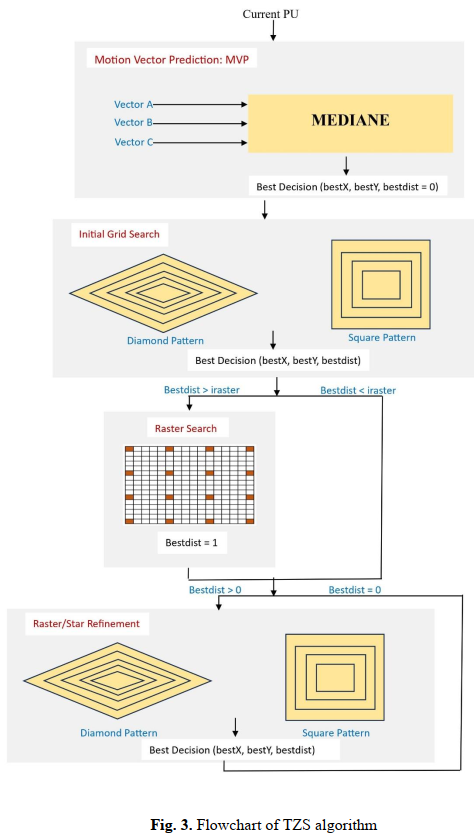 Current PU
Motion Vector Prediction: MVP
Vector A
Vector B
Vector C
MEDIANE
Best Decision (bestX, bestY, bestdist = 0)
Initial Grid Search
Diamond Pattern
Square Pattern
Best Decision (bestX, bestY, bestdist)
Bestdist > iraster
Bestdist < iraster
Raster Search
Bestdist = 1
Bestdist > 0
Bestdist = 0
Raster/Star Refinement
Diamond Pattern
Square Pattern
Best Decision (bestX, bestY, bestdist)
Fig. 3. Flowchart of TZS algorithm